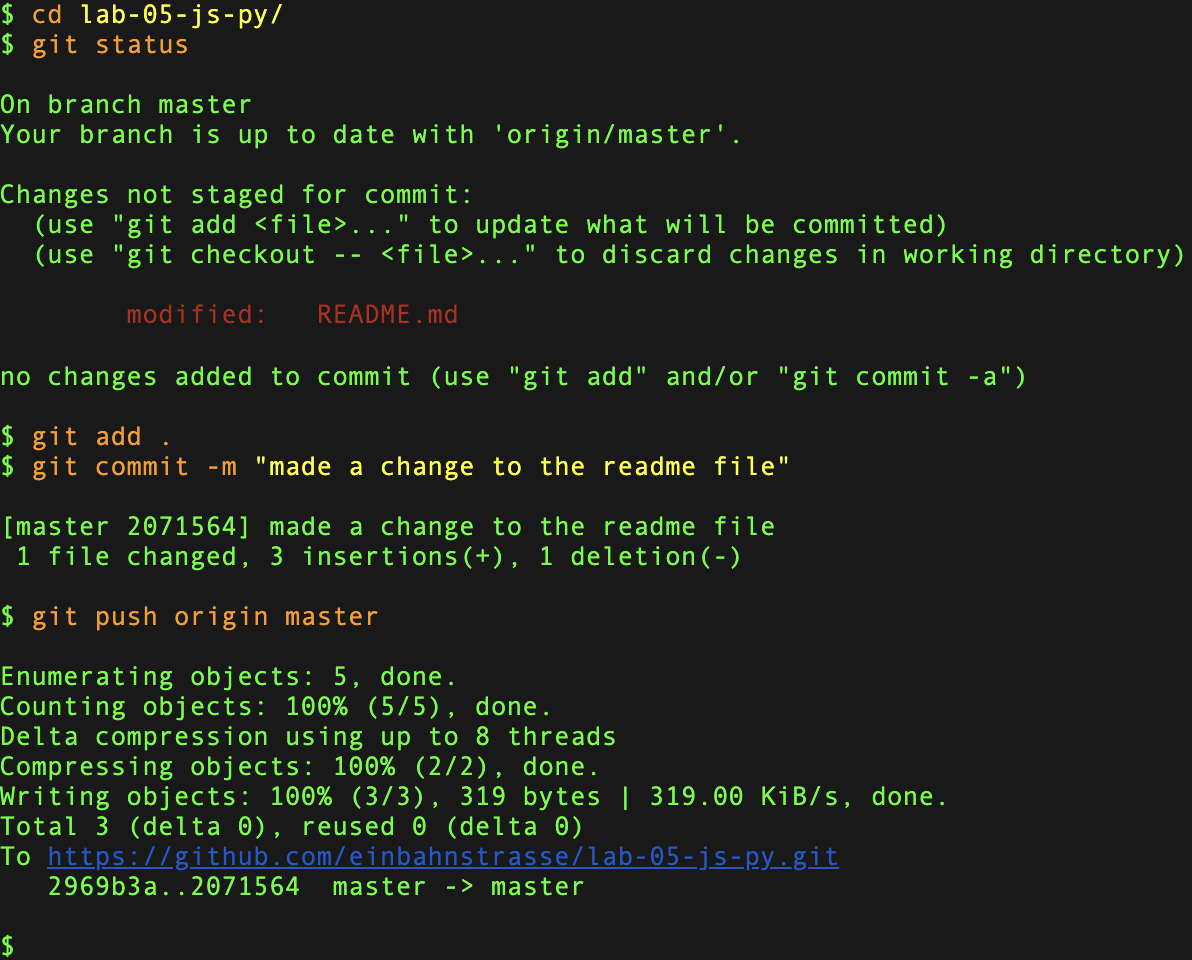 $ cd lab-05-js-py/
$ git status
On branch master
Your branch is up to date with 'origin/master'.
Changes not staged for commit:
  (use "git add <file>..." to update what will be committed)
  (use "git checkout -- <file>..." to discard changes in working directory)
        modified:   README.md
no changes added to commit (use "git add" and/or "git commit -a")
$ git add .
$ git commit -m "made a change to the readme file"
[master 2071564] made a change to the readme file
 1 file changed, 3 insertions(+), 1 deletion(-)
$ git push origin master
Enumerating objects: 5, done.
Counting objects: 100% (5/5), done.
Delta compression using up to 8 threads
Compressing objects: 100% (2/2), done.
Writing objects: 100% (3/3), 319 bytes | 319.00 KiB/s, done.
Total 3 (delta 0), reused 0 (delta 0)
To https://github.com/einbahnstrasse/lab-05-js-py.git
   2969b3a..2071564  master -> master
$